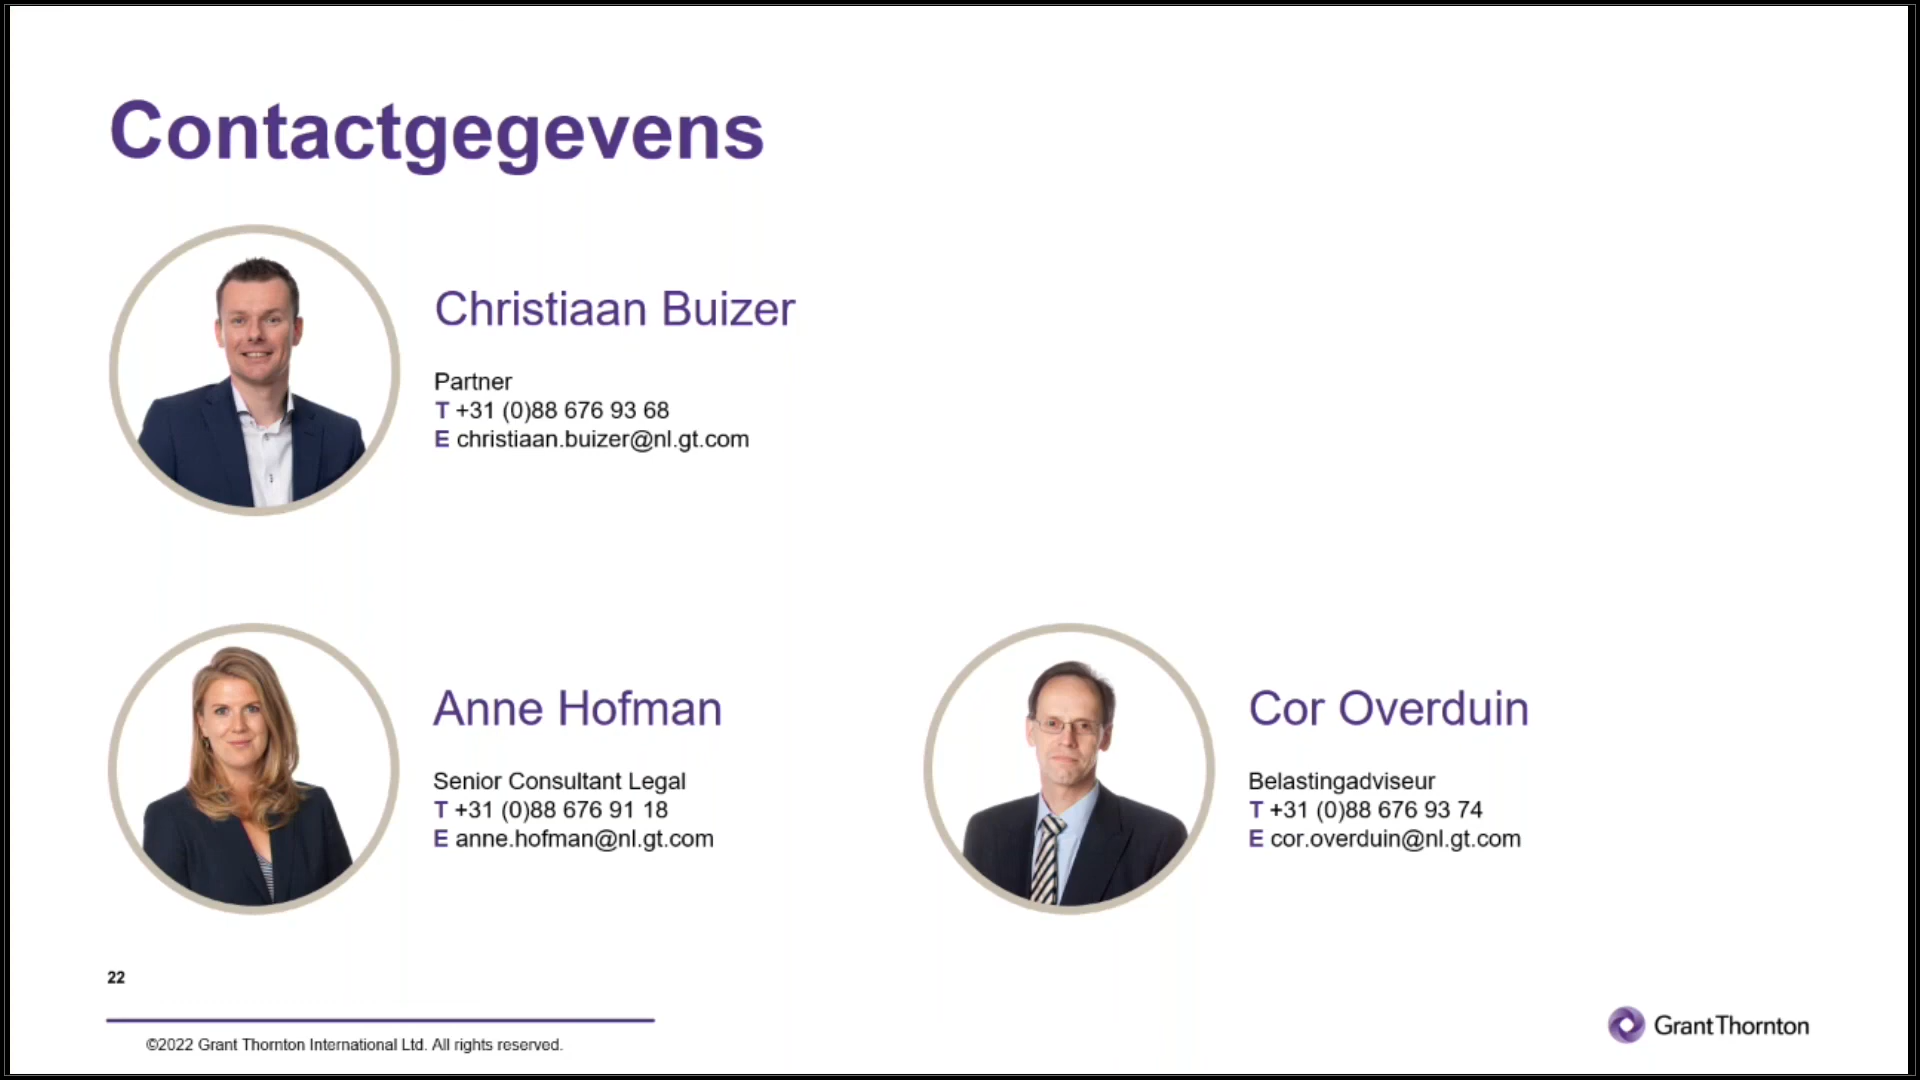 Contactgegevens
Christiaan Buizer
Partner
T +31 (0)88 676 93 68
E christiaan.buizer@nl.gt.com
Anne Hofman
Senior Consultant Legal
T +31 (0)88 676 91 18
E anne.hofman@nl.gt.com
Cor Overduin
Belastingadviseur
T +31 (0)88 676 93 74
E cor.overduin@nl.gt.com
22
©2022 Grant Thornton International Ltd. All rights reserved.
Grant Thornton